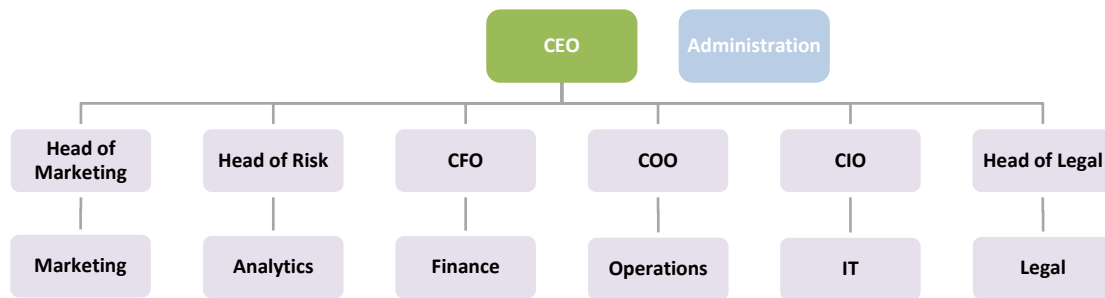 CEO
Administration
Head of
Marketing
Head of Risk
CFO
COO
CIO
Head of Legal
Marketing
Analytics
Finance
Operations
IT
Legal